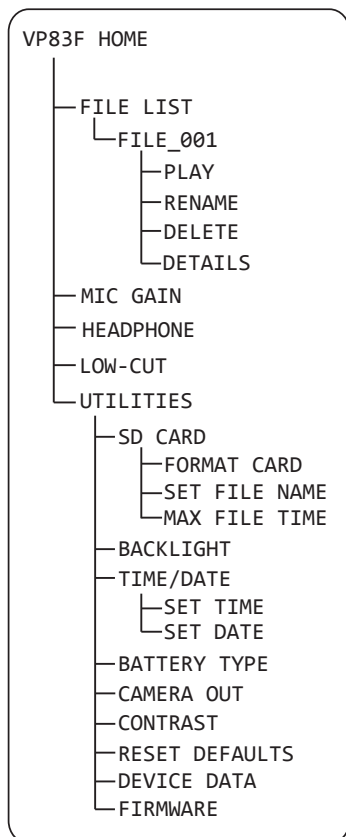 VP83F HOME
FILE LIST
FILE_001
PLAY
RENAME
DELETE
DETAILS
MIC GAIN
HEADPHONE
LOW-CUT
UTILITIES
SD CARD
FORMAT CARD
SET FILE NAME
MAX FILE TIME
BACKLIGHT
TIME/DATE
SET TIME
SET DATE
BATTERY TYPE
CAMERA OUT
CONTRAST
RESET DEFAULTS
DEVICE DATA
FIRMWARE